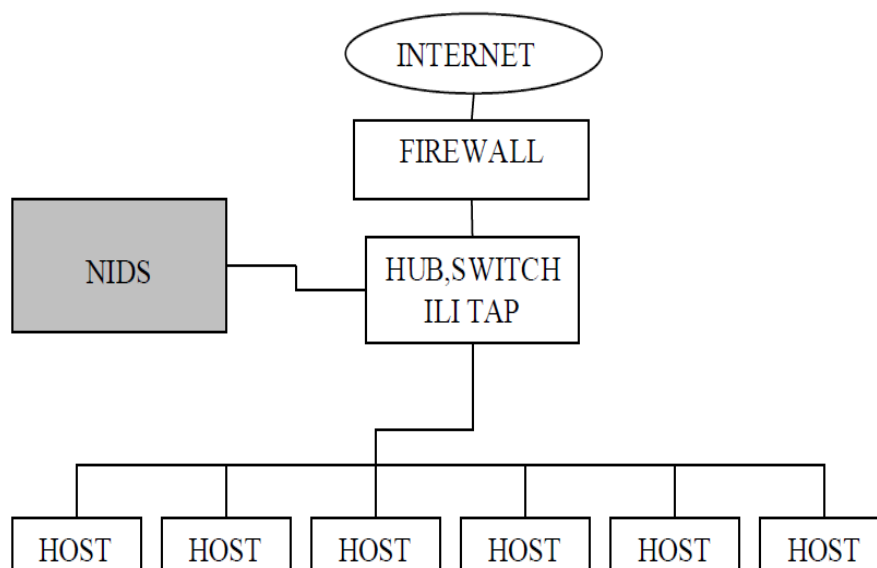 INTERNET
FIREWALL
NIDS
HUB,SWITCH
ILI TAP
HOST
HOST
HOST
HOST
HOST
HOST